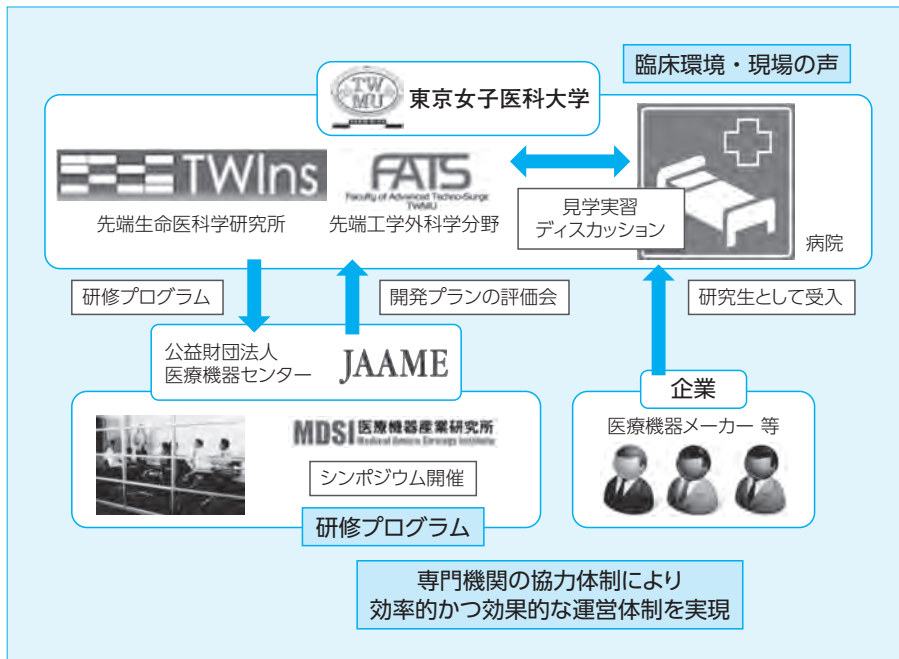 臨床環境・現場の声
TW
MU
東京女子医科大学
TWIns
先端生命医科学研究所
FATS
Faculty of Advanced Techno-Surge
TWMU
先端工学外科学分野
見学実習
ディスカッション
病院
研修プログラム
開発プランの評価会
研究生として受入
公益財団法人
医療機器センター
JAAME
企業
医療機器メーカー 等
MDSI 医療機器産業研究所
シンポジウム開催
研修プログラム
専門機関の協力体制により
効率的かつ効果的な運営体制を実現